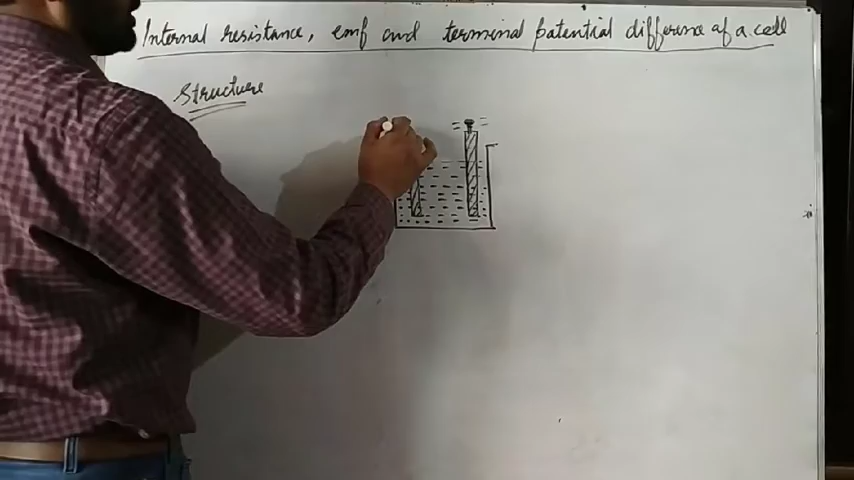 Internal resistance, emf and terminal potential difference of a cell
Structure